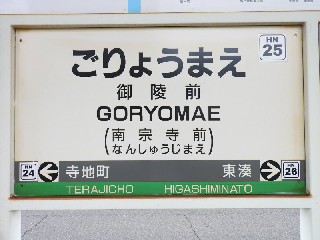 HN
25
ごりょうまえ
御陵前
GORYOMAE
(南宗寺前)
(なんしゅうじまえ)
HN
24
寺地町
東湊
HN
26
TERAJICHO
HIGASHIMINATO